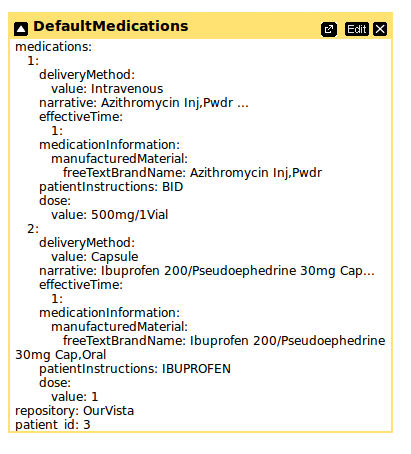 DefaultMedications
Edit
medications:
1:
deliveryMethod:
value: Intravenous
narrative: Azithromycin Inj,Pwdr ...
effectiveTime:
1:
medicationInformation:
manufacturedMaterial:
freeTextBrandName: Azithromycin Inj,Pwdr
patientInstructions: BID
dose:
value: 500mg/1Vial
2:
deliveryMethod:
value: Capsule
narrative: Ibuprofen 200/Pseudoephedrine 30mg Cap...
effectiveTime:
1:
medicationInformation:
manufacturedMaterial:
freeTextBrandName: Ibuprofen 200/Pseudoephedrine
30mg Cap,Oral
patientInstructions: IBUPROFEN
dose:
value: 1
repository: OurVista
patient_id: 3